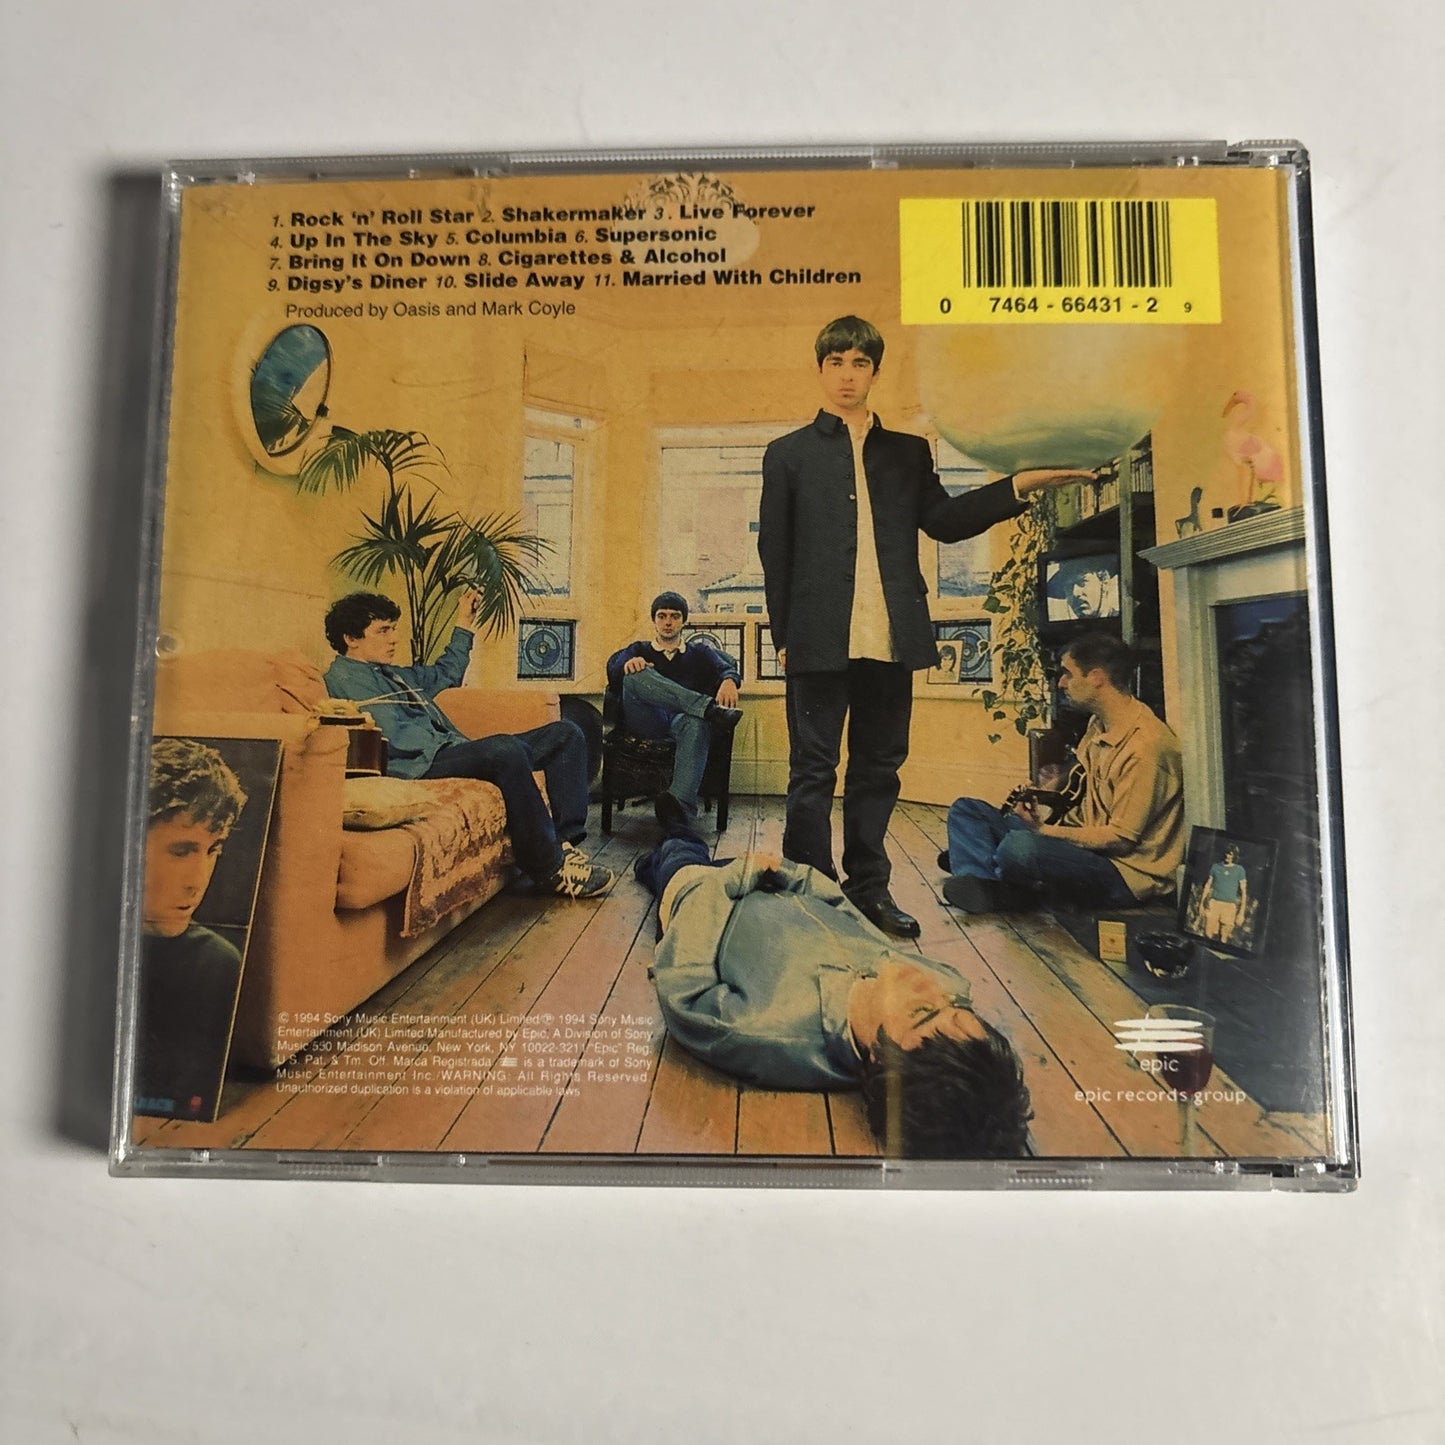 1. Rock 'n' Roll Star 2. Shakermaker 3. Live Forever
4. Up In The Sky 5. Columbia 6. Supersonic
7. Bring It On Down 8. Cigarettes & Alcohol
9. Digsy's Diner 10. Slide Away 11. Married With Children
Produced by Oasis and Mark Coyle
0 7464-66431-2 9
© 1994 Sony Music Entertainment (UK) Limited/℗ 1994 Sony Music
Entertainment (UK) Limited/Manufactured by Epic, A Division of Sony
Music/550 Madison Avenue, New York, NY 10022-3211/"Epic" Reg.
U.S. Pat. & Tm. Off. Marca Registrada/ is a trademark of Sony
Music Entertainment Inc./WARNING: All Rights Reserved.
Unauthorized duplication is a violation of applicable laws
epic
epic records group